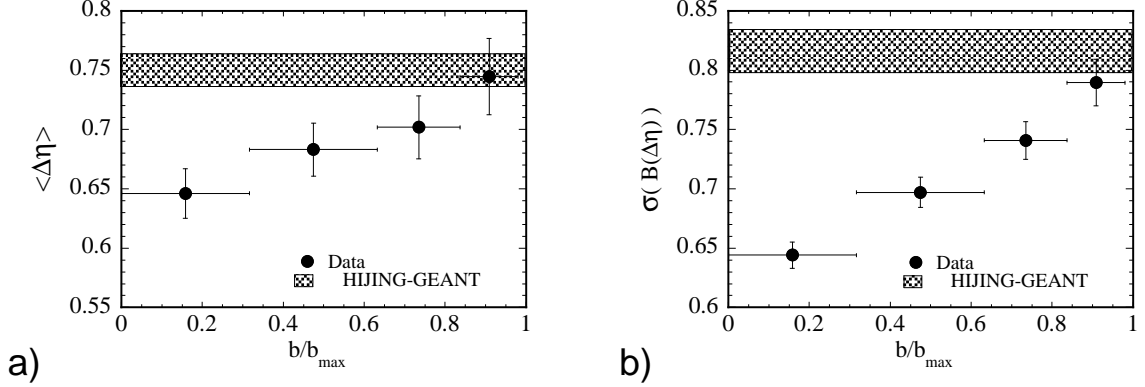 0.8
0.75
0.7
0.65
0.6
0.55
<Δη>
0 0.2 0.4 0.6 0.8 1
b/b_max
Data
HIJING-GEANT
a)
0.85
0.8
0.75
0.7
0.65
0.6
σ( B(Δη) )
0 0.2 0.4 0.6 0.8 1
b/b_max
Data
HIJING-GEANT
b)